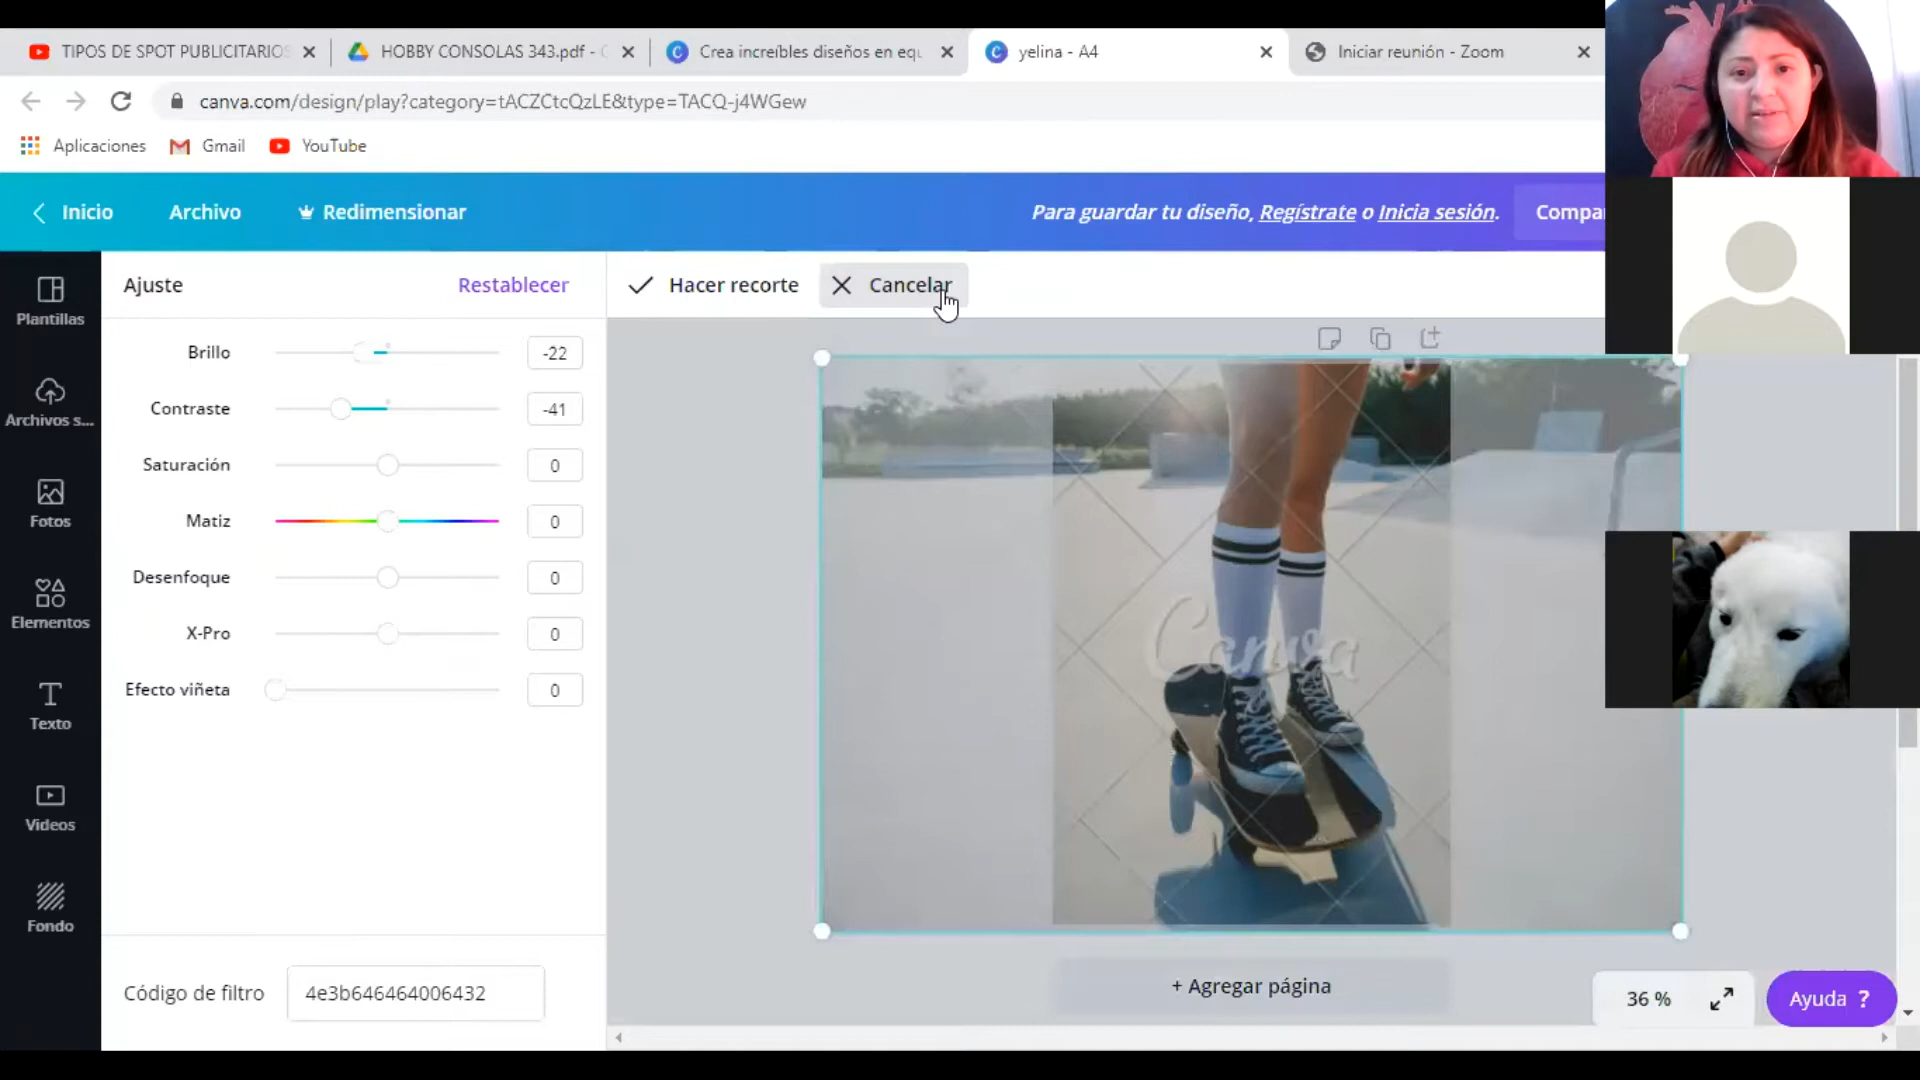 TIPOS DE SPOT PUBLICITARIOS
HOBBY CONSOLAS 343.pdf -
Crea increíbles diseños en equ
yelina - A4
Iniciar reunión - Zoom
canva.com/design/play?category=tACZCtcQzLE&type=TACQ-j4WGew
Aplicaciones
Gmail
YouTube
Inicio
Archivo
Redimensionar
Para guardar tu diseño, Regístrate o Inicia sesión.
Compa
Plantillas
Archivos s...
Fotos
Elementos
Texto
Videos
Fondo
Ajuste
Restablecer
Brillo
-22
Contraste
-41
Saturación
0
Matiz
0
Desenfoque
0
X-Pro
0
Efecto viñeta
0
Código de filtro
4e3b646464006432
Hacer recorte
Cancelar
Canva
+ Agregar página
36 %
Ayuda ?